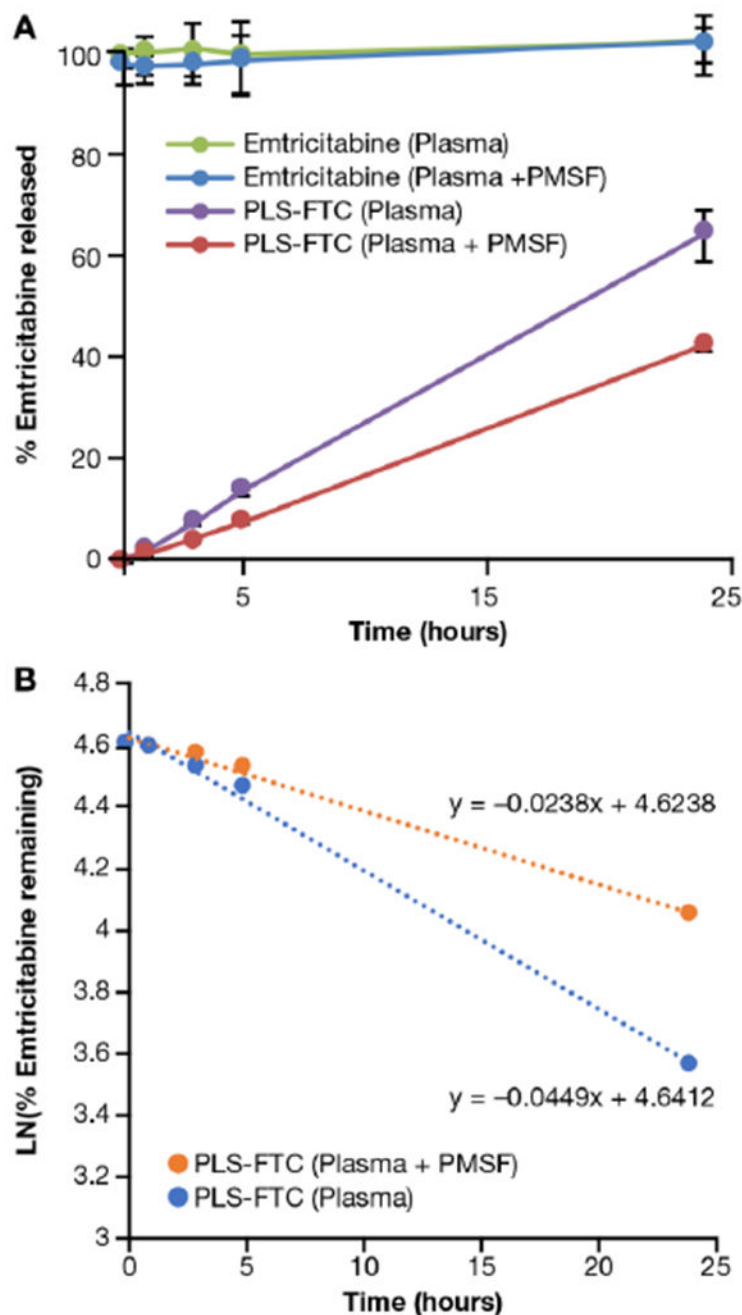 A
% Emtricitabine released
100
80
60
40
20
0
Emtricitabine (Plasma)
Emtricitabine (Plasma +PMSF)
PLS-FTC (Plasma)
PLS-FTC (Plasma + PMSF)
5
15
25
Time (hours)
B
LN(% Emtricitabine remaining)
4.8
4.6
4.4
4.2
4
3.8
3.6
3.4
3.2
3
y = –0.0238x + 4.6238
y = –0.0449x + 4.6412
PLS-FTC (Plasma + PMSF)
PLS-FTC (Plasma)
0
5
10
15
20
25
Time (hours)